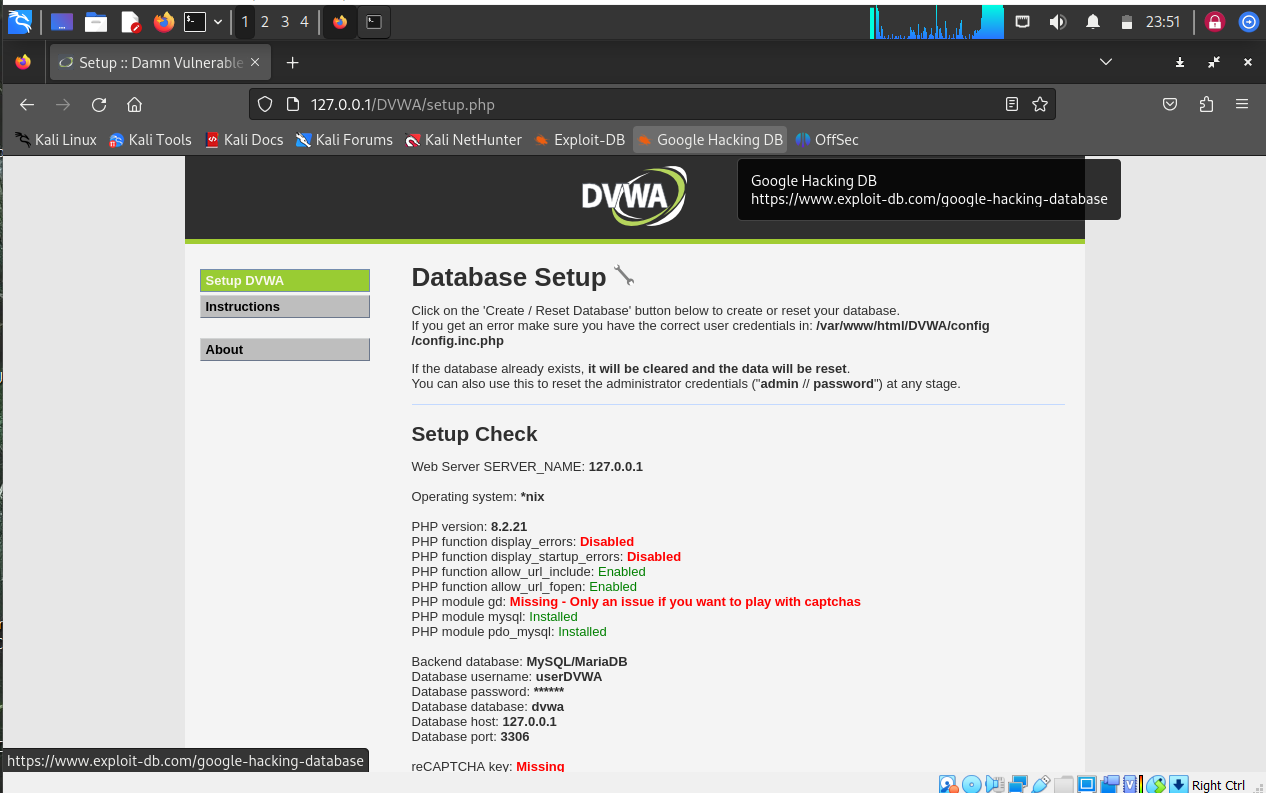 1 2 3 4
23:51
Setup :: Damn Vulnerable
127.0.0.1/DVWA/setup.php
Kali Linux Kali Tools Kali Docs Kali Forums Kali NetHunter Exploit-DB Google Hacking DB OffSec
Google Hacking DB
https://www.exploit-db.com/google-hacking-database
DVWA
Setup DVWA
Instructions
About
Database Setup
Click on the 'Create / Reset Database' button below to create or reset your database.
If you get an error make sure you have the correct user credentials in: /var/www/html/DVWA/config
/config.inc.php
If the database already exists, it will be cleared and the data will be reset.
You can also use this to reset the administrator credentials ("admin // password") at any stage.
Setup Check
Web Server SERVER_NAME: 127.0.0.1
Operating system: *nix
PHP version: 8.2.21
PHP function display_errors: Disabled
PHP function display_startup_errors: Disabled
PHP function allow_url_include: Enabled
PHP function allow_url_fopen: Enabled
PHP module gd: Missing - Only an issue if you want to play with captchas
PHP module mysql: Installed
PHP module pdo_mysql: Installed
Backend database: MySQL/MariaDB
Database username: userDVWA
Database password: ******
Database database: dvwa
Database host: 127.0.0.1
Database port: 3306
reCAPTCHA key: Missing
https://www.exploit-db.com/google-hacking-database
Right Ctrl